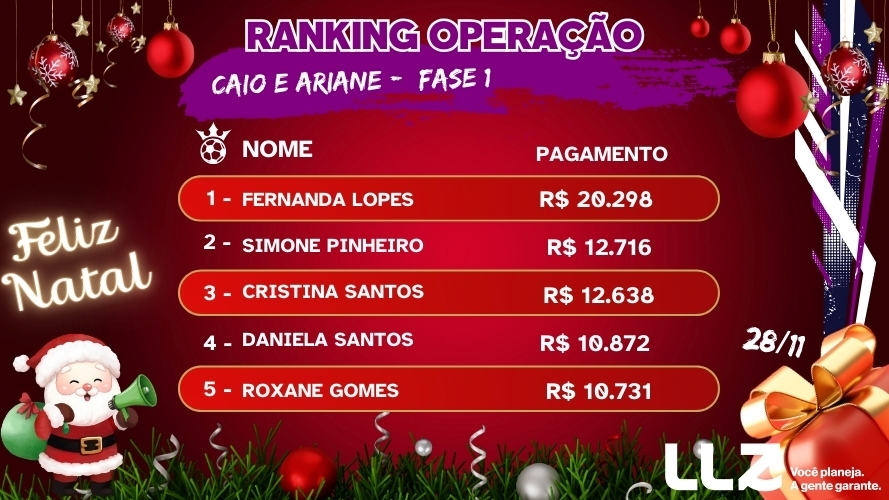 RANKING OPERAÇÃO
CAIO E ARIANE - FASE 1
NOME PAGAMENTO
1 - FERNANDA LOPES R$ 20.298
2 - SIMONE PINHEIRO R$ 12.716
3 - CRISTINA SANTOS R$ 12.638
4 - DANIELA SANTOS R$ 10.872
5 - ROXANE GOMES R$ 10.731
Feliz
Natal
28/11
LLZ
Você planeja.
A gente garante.